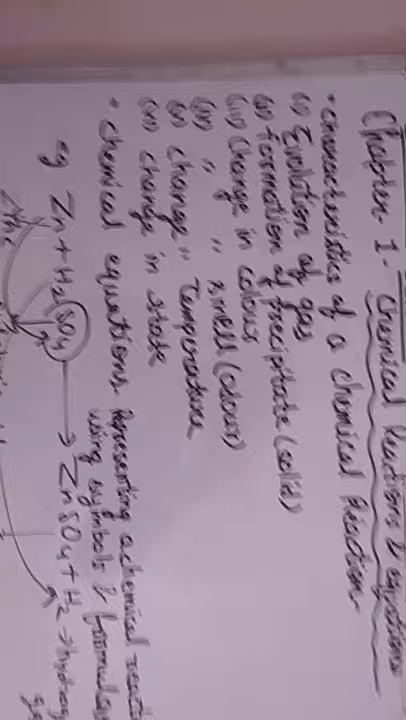 Chapter 1 - Chemical Reactions & equations
• Characteristics of a chemical Reaction
(i) Evolution of gas
(ii) formation of precipitate (solid)
(iii) Change in colour
(iv) " " smell (odour)
(v) change " Temperature
(vi) change in state
• Chemical equations. Representing a chemical
using symbols & formulae
eg Zn + H2SO4 → ZnSO4 + H2 →
Zinc